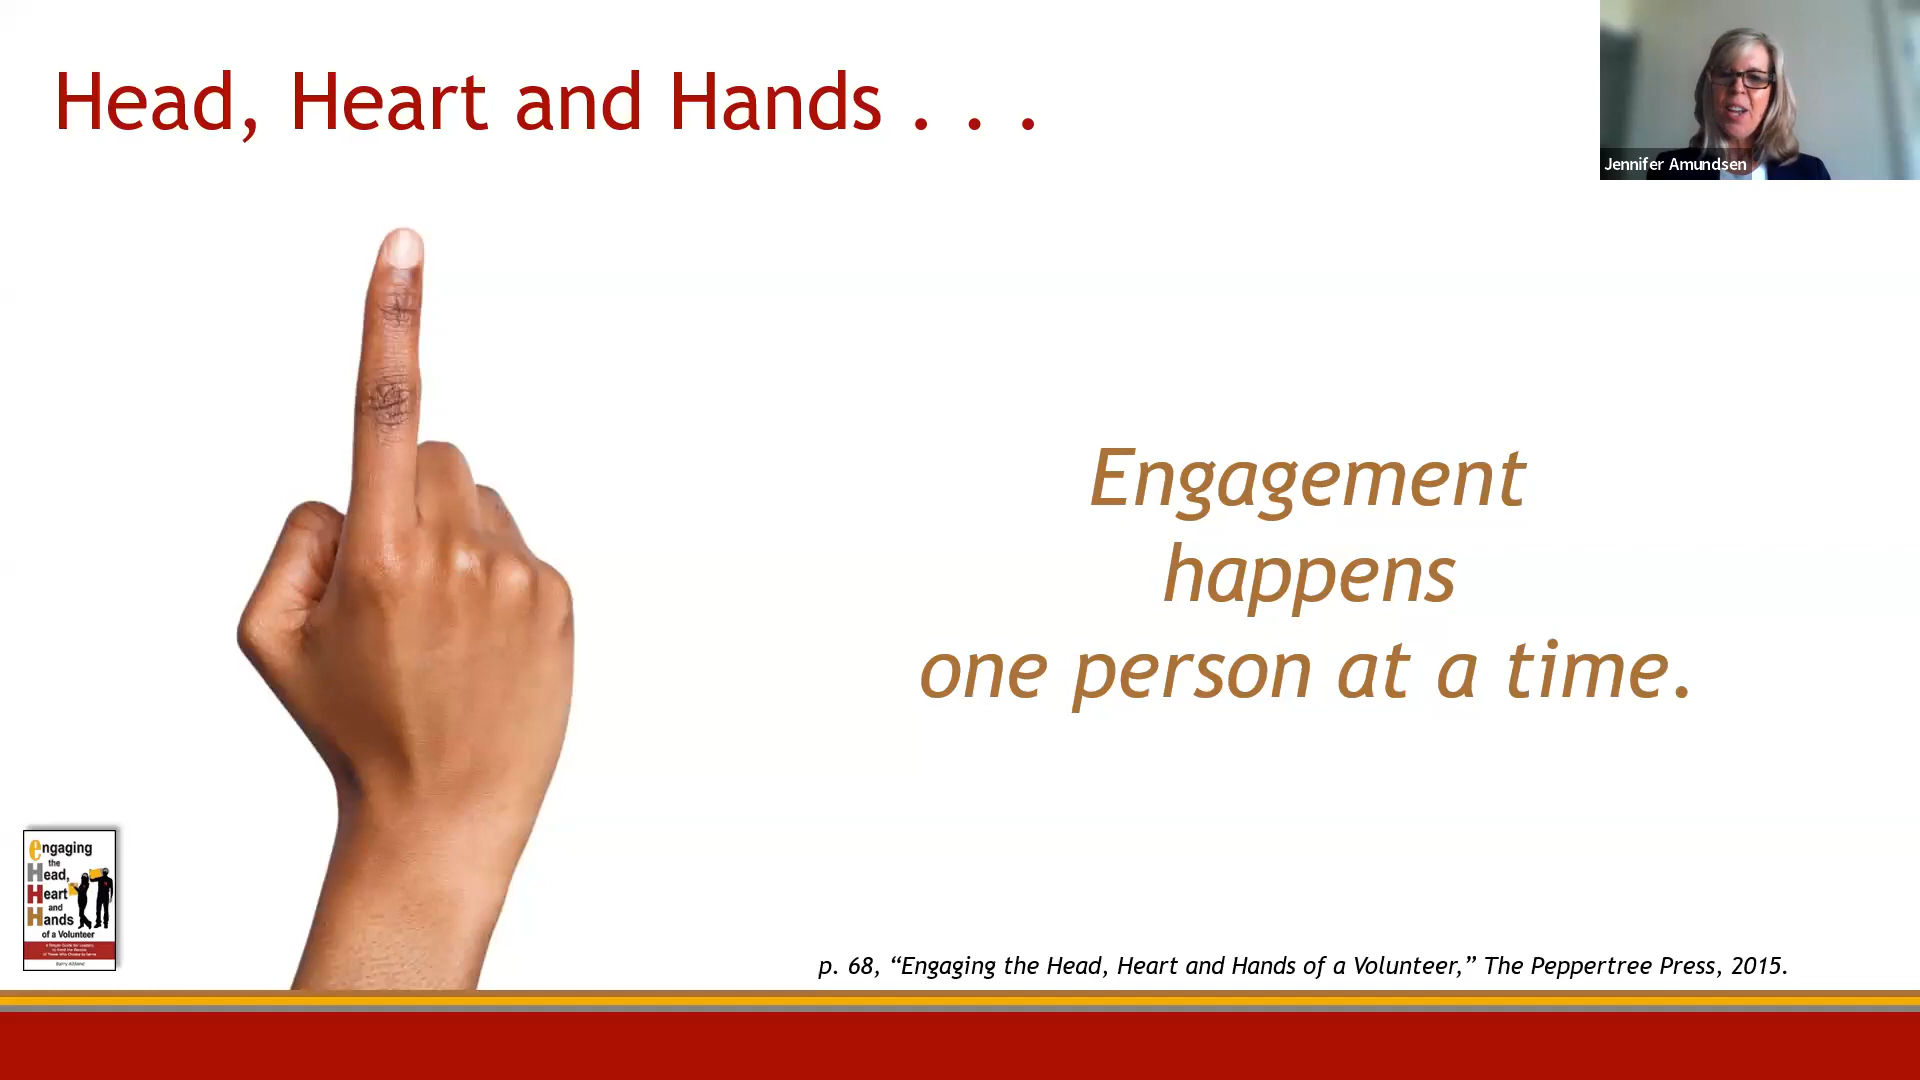 Head, Heart and Hands . . .
Jennifer Amundsen
Engagement
happens
one person at a time.
engaging
the
Head,
Heart
and
Hands
of a Volunteer
p. 68, “Engaging the Head, Heart and Hands of a Volunteer,” The Peppertree Press, 2015.